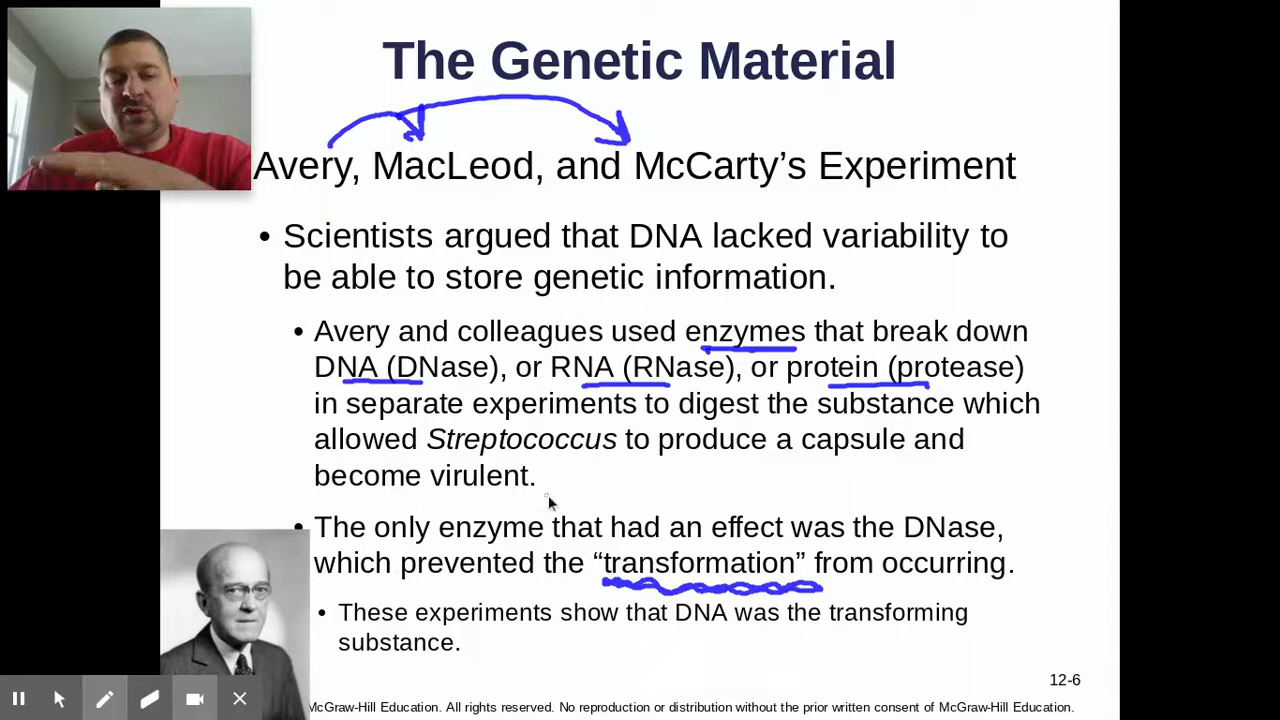 The Genetic Material
Avery, MacLeod, and McCarty’s Experiment
• Scientists argued that DNA lacked variability to
be able to store genetic information.
• Avery and colleagues used enzymes that break down
DNA (DNase), or RNA (RNase), or protein (protease)
in separate experiments to digest the substance which
allowed Streptococcus to produce a capsule and
become virulent.
• The only enzyme that had an effect was the DNase,
which prevented the “transformation” from occurring.
• These experiments show that DNA was the transforming
substance.
12-6
McGraw-Hill Education. All rights reserved. No reproduction or distribution without the prior written consent of McGraw-Hill Education.